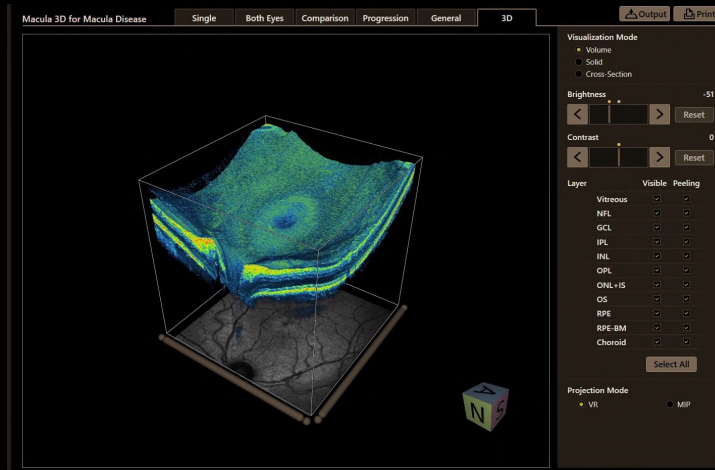 Macula 3D for Macula Disease
Single
Both Eyes
Comparison
Progression
General
3D
Output
Print
Visualization Mode
Volume
Solid
Cross-Section
Brightness -51
Reset
Contrast 0
Reset
Layer Visible Peeling
Vitreous
NFL
GCL
IPL
INL
OPL
ONL+IS
OS
RPE
RPE-BM
Choroid
Select All
Projection Mode
VR MIP
A
N S